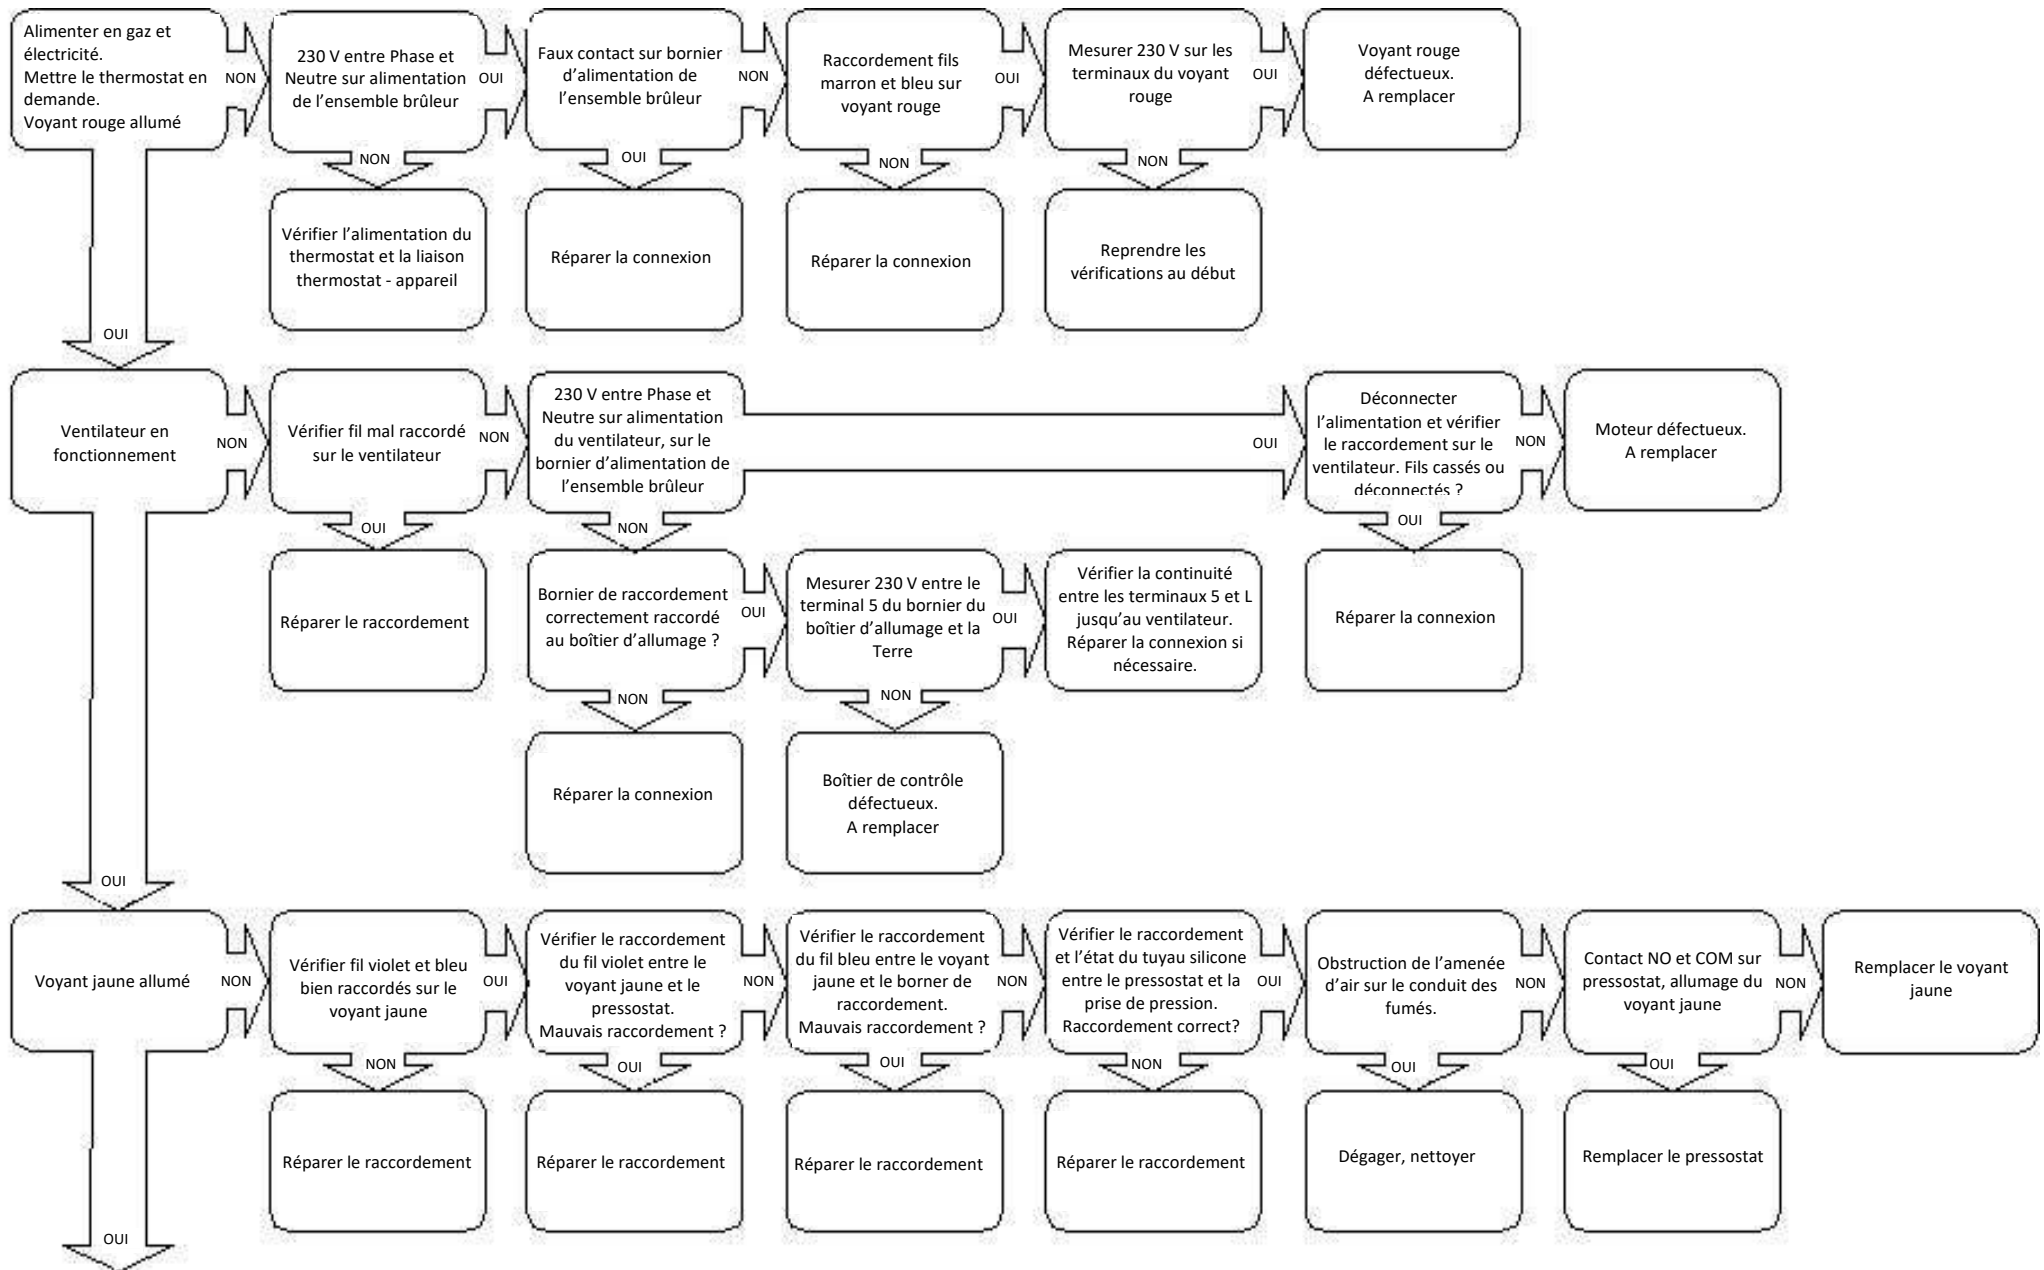 Alimenter en gaz et
électricité.
Mettre le thermostat en
demande.
Voyant rouge allumé
NON
230 V entre Phase et
Neutre sur alimentation
de l'ensemble brûleur
OUI
Faux contact sur bornier
d'alimentation de
l'ensemble brûleur
NON
Raccordement fils
marron et bleu sur
voyant rouge
OUI
Mesurer 230 V sur les
terminaux du voyant
rouge
OUI
Voyant rouge
défectueux.
A remplacer
NON
OUI
NON
NON
Vérifier l'alimentation du
thermostat et la liaison
thermostat - appareil
Réparer la connexion
Réparer la connexion
Reprendre les
vérifications au début
OUI
Ventilateur en
fonctionnement
NON
Vérifier fil mal raccordé
sur le ventilateur
NON
230 V entre Phase et
Neutre sur alimentation
du ventilateur, sur le
bornier d'alimentation de
l'ensemble brûleur
OUI
Déconnecter
l'alimentation et vérifier
le raccordement sur le
ventilateur. Fils cassés ou
déconnectés ?
NON
Moteur défectueux.
A remplacer
OUI
NON
OUI
Réparer le raccordement
Bornier de raccordement
correctement raccordé
au boîtier d'allumage ?
OUI
Mesurer 230 V entre le
terminal 5 du bornier du
boîtier d'allumage et la
Terre
OUI
Vérifier la continuité
entre les terminaux 5 et L
jusqu'au ventilateur.
Réparer la connexion si
nécessaire.
Réparer la connexion
NON
NON
Réparer la connexion
Boîtier de contrôle
défectueux.
A remplacer
OUI
Voyant jaune allumé
NON
Vérifier fil violet et bleu
bien raccordés sur le
voyant jaune
OUI
Vérifier le raccordement
du fil violet entre le
voyant jaune et le
pressostat.
Mauvais raccordement ?
NON
Vérifier le raccordement
du fil bleu entre le voyant
jaune et le borner de
raccordement.
Mauvais raccordement ?
NON
Vérifier le raccordement
et l'état du tuyau silicone
entre le pressostat et la
prise de pression.
Raccordement correct?
OUI
Obstruction de l'amenée
d'air sur le conduit des
fumés.
NON
Contact NO et COM sur
pressostat, allumage du
voyant jaune
NON
Remplacer le voyant
jaune
NON
OUI
OUI
NON
OUI
OUI
Réparer le raccordement
Réparer le raccordement
Réparer le raccordement
Réparer le raccordement
Dégager, nettoyer
Remplacer le pressostat
OUI